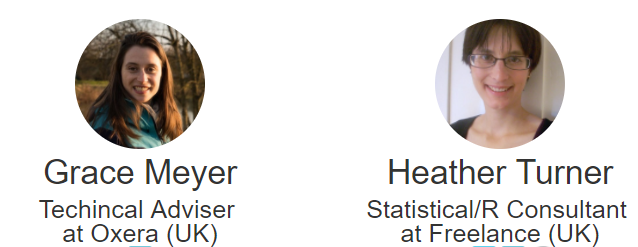 Grace Meyer
Techincal Adviser
at Oxera (UK)
Heather Turner
Statistical/R Consultant
at Freelance (UK)